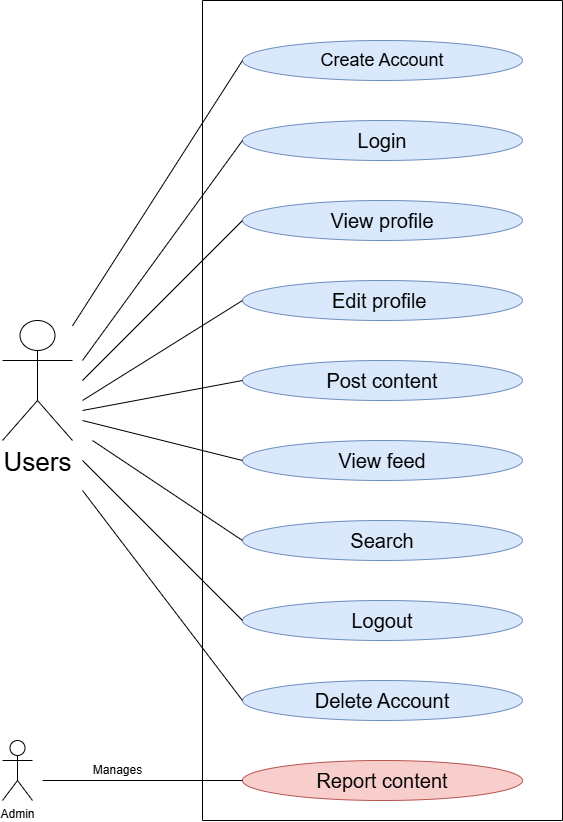 Create Account
Login
View profile
Edit profile
Post content
View feed
Users
Search
Logout
Delete Account
Manages
Report content
Admin